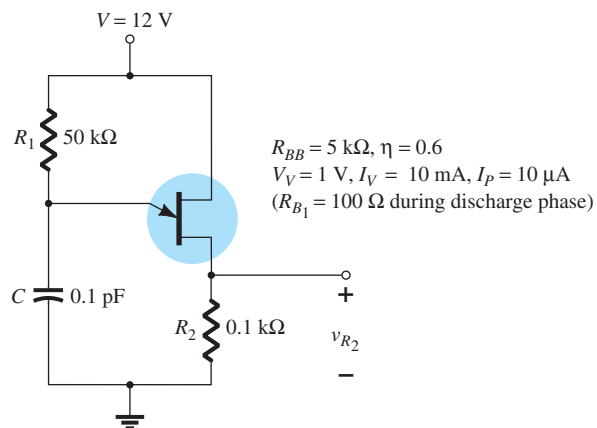 V = 12 V
R1 50 kΩ
RBB = 5 kΩ, η = 0.6
VV = 1 V, IV = 10 mA, IP = 10 μA
(RB1 = 100 Ω during discharge phase)
C 0.1 pF
R2 0.1 kΩ
+
vR2
–